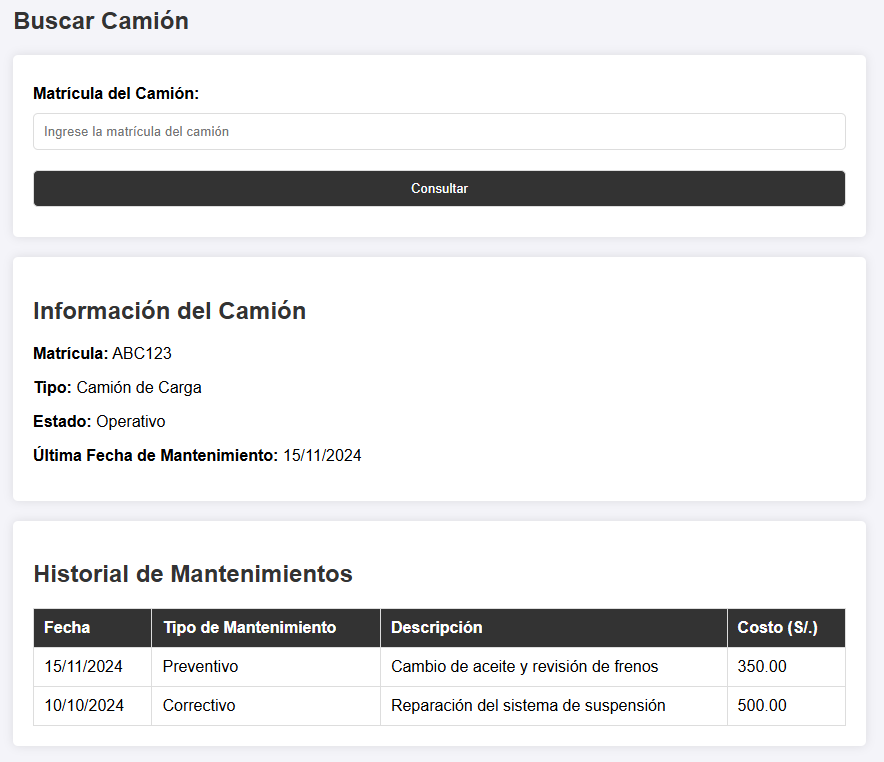 Buscar Camión
Matrícula del Camión:
Ingrese la matrícula del camión
Consultar
Información del Camión
Matrícula: ABC123
Tipo: Camión de Carga
Estado: Operativo
Última Fecha de Mantenimiento: 15/11/2024
Historial de Mantenimientos
Fecha Tipo de Mantenimiento Descripción Costo (S/.)
15/11/2024 Preventivo Cambio de aceite y revisión de frenos 350.00
10/10/2024 Correctivo Reparación del sistema de suspensión 500.00